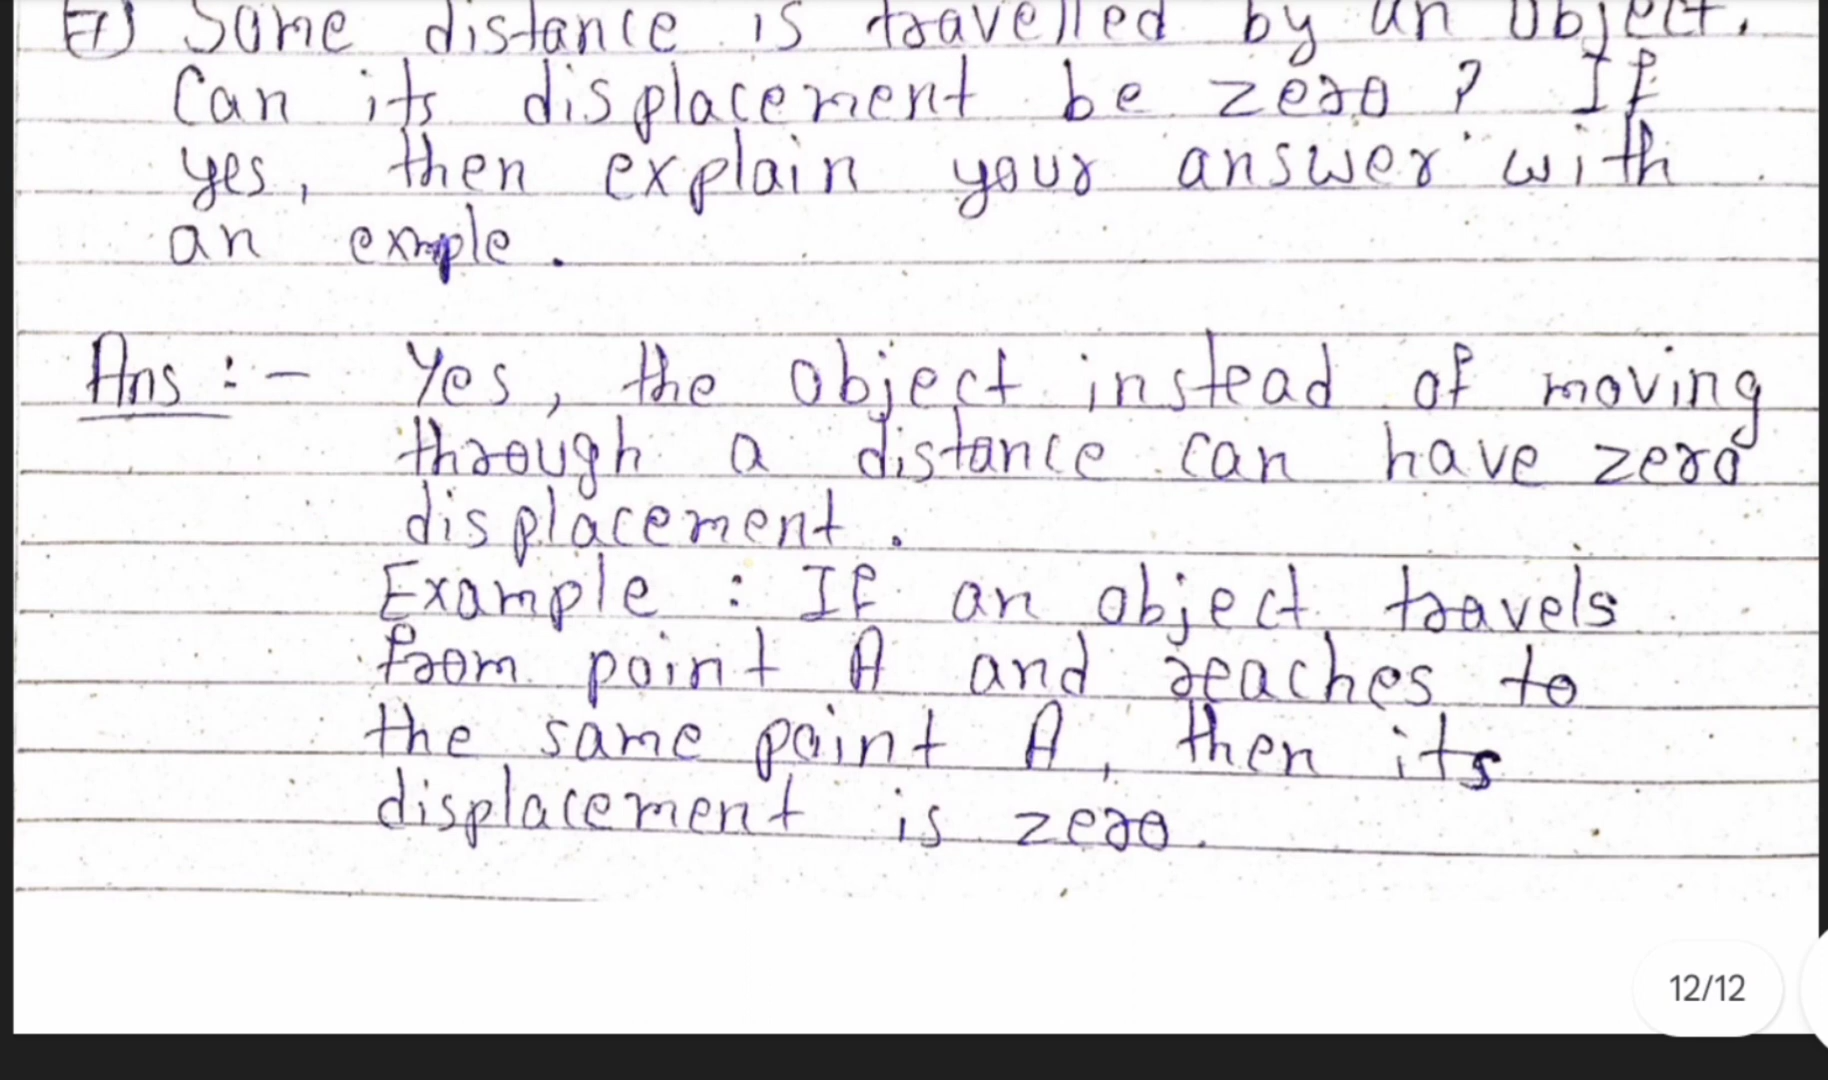 7) Some distance is travelled by an object.
Can its displacement be zero ? If
yes, then explain your answer with
an exmple.
Ans :- Yes, the object instead of moving
through a distance can have zero
displacement.
Example : If an object travels
from point A and reaches to
the same point A, then its
displacement is zero.
12/12